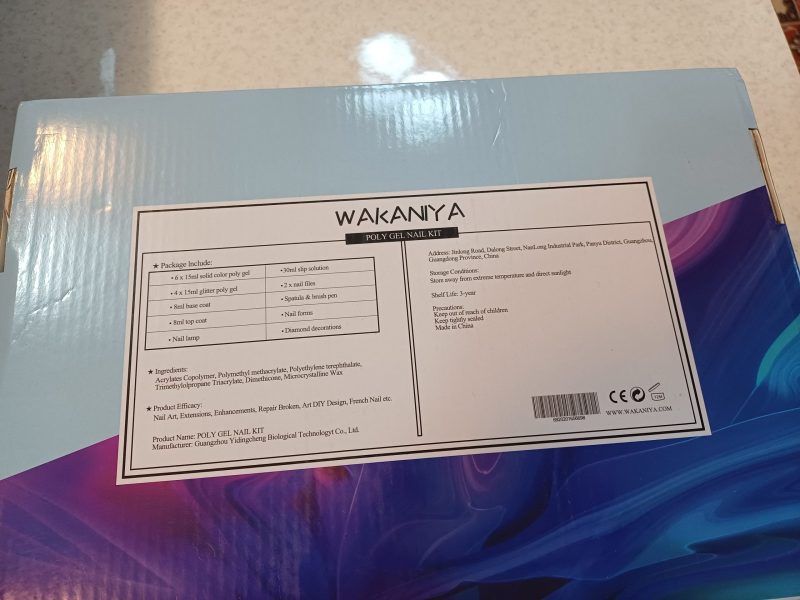 WAKANIYA
POLY GEL NAIL KIT
★ Package Include:
• 6 x 15ml solid color poly gel
• 4 x 15ml glitter poly gel
• 8ml base coat
• 8ml top coat
• Nail lamp
• 30ml slip solution
• 2 x nail files
• Spatula & brush pen
• Nail forms
• Diamond decorations
★ Ingredients:
Acrylates Copolymer, Polymethyl methacrylate, Polyethylene terephthalate,
Trimethylolpropane Triacrylate, Dimethicone, Microcrystalline Wax
★ Product Efficacy:
Nail Art, Extensions, Enhancements, Repair Broken, Art DIY Design, French Nail etc.
Product Name: POLY GEL NAIL KIT
Manufacturer: Guangzhou Yidingcheng Biological Technologyt Co., Ltd.
Address: Jinlong Road, Dalong Street, NanLong Industrial Park, Panyu District, Guangzhou,
Guangdong Province, China
Storage Conditions:
Storn away from extreme temperature and direct sunlight
Shelf Life: 3-year
Precautions:
Keep out of reach of children
Keep tightly sealed
Made in China
CE
WWW.WAKANIYA.COM